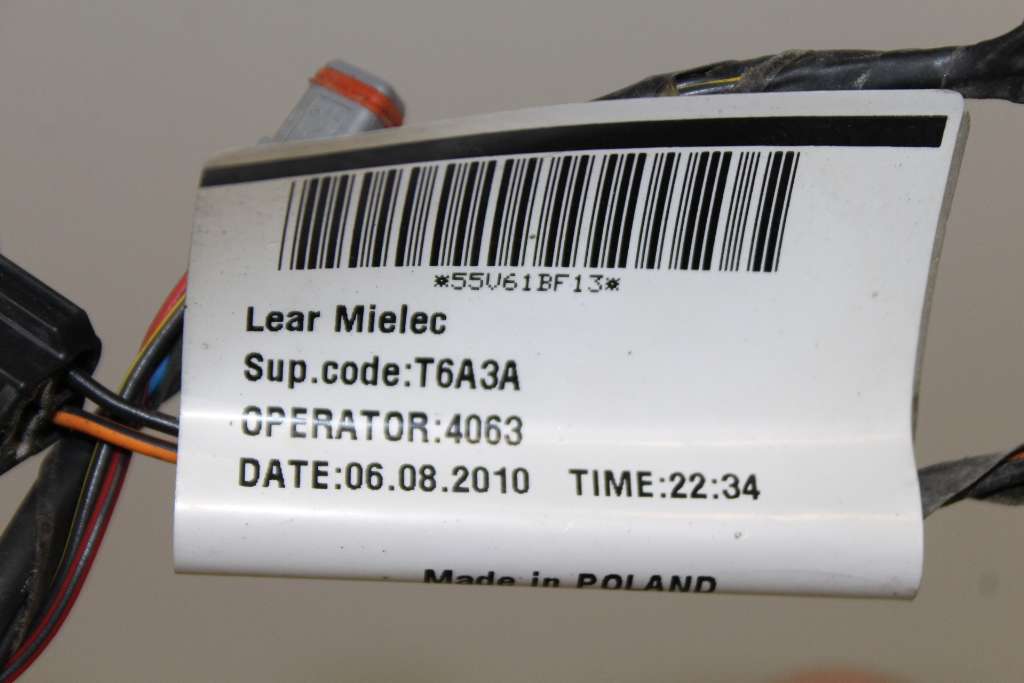 *55V61BF13*
Lear Mielec
Sup.code:T6A3A
OPERATOR:4063
DATE:06.08.2010 TIME:22:34
Made in POLAND